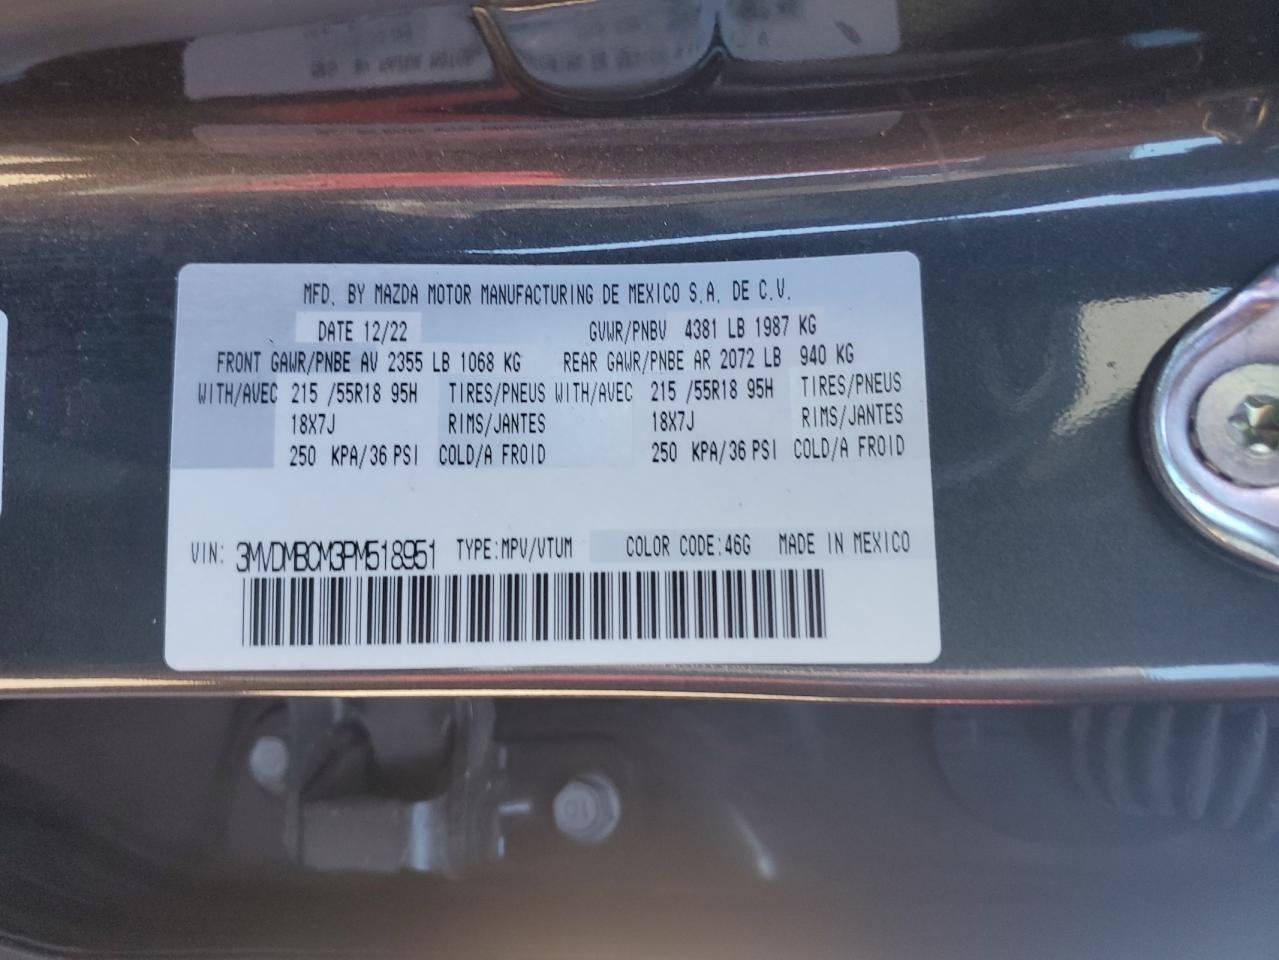 MFD. BY MAZDA MOTOR MANUFACTURING DE MEXICO S.A. DE C.V.
DATE 12/22 GVWR/PNBV 4381 LB 1987 KG
FRONT GAWR/PNBE AV 2355 LB 1068 KG REAR GAWR/PNBE AR 2072 LB 940 KG
WITH/AVEC 215 /55R18 95H TIRES/PNEUS WITH/AVEC 215 /55R18 95H TIRES/PNEUS
18X7J RIMS/JANTES 18X7J RIMS/JANTES
250 KPA/36 PSI COLD/A FROID 250 KPA/36 PSI COLD/A FROID
VIN: 3MVDMBCM3PM518951 TYPE:MPV/VTUM COLOR CODE:46G MADE IN MEXICO
10